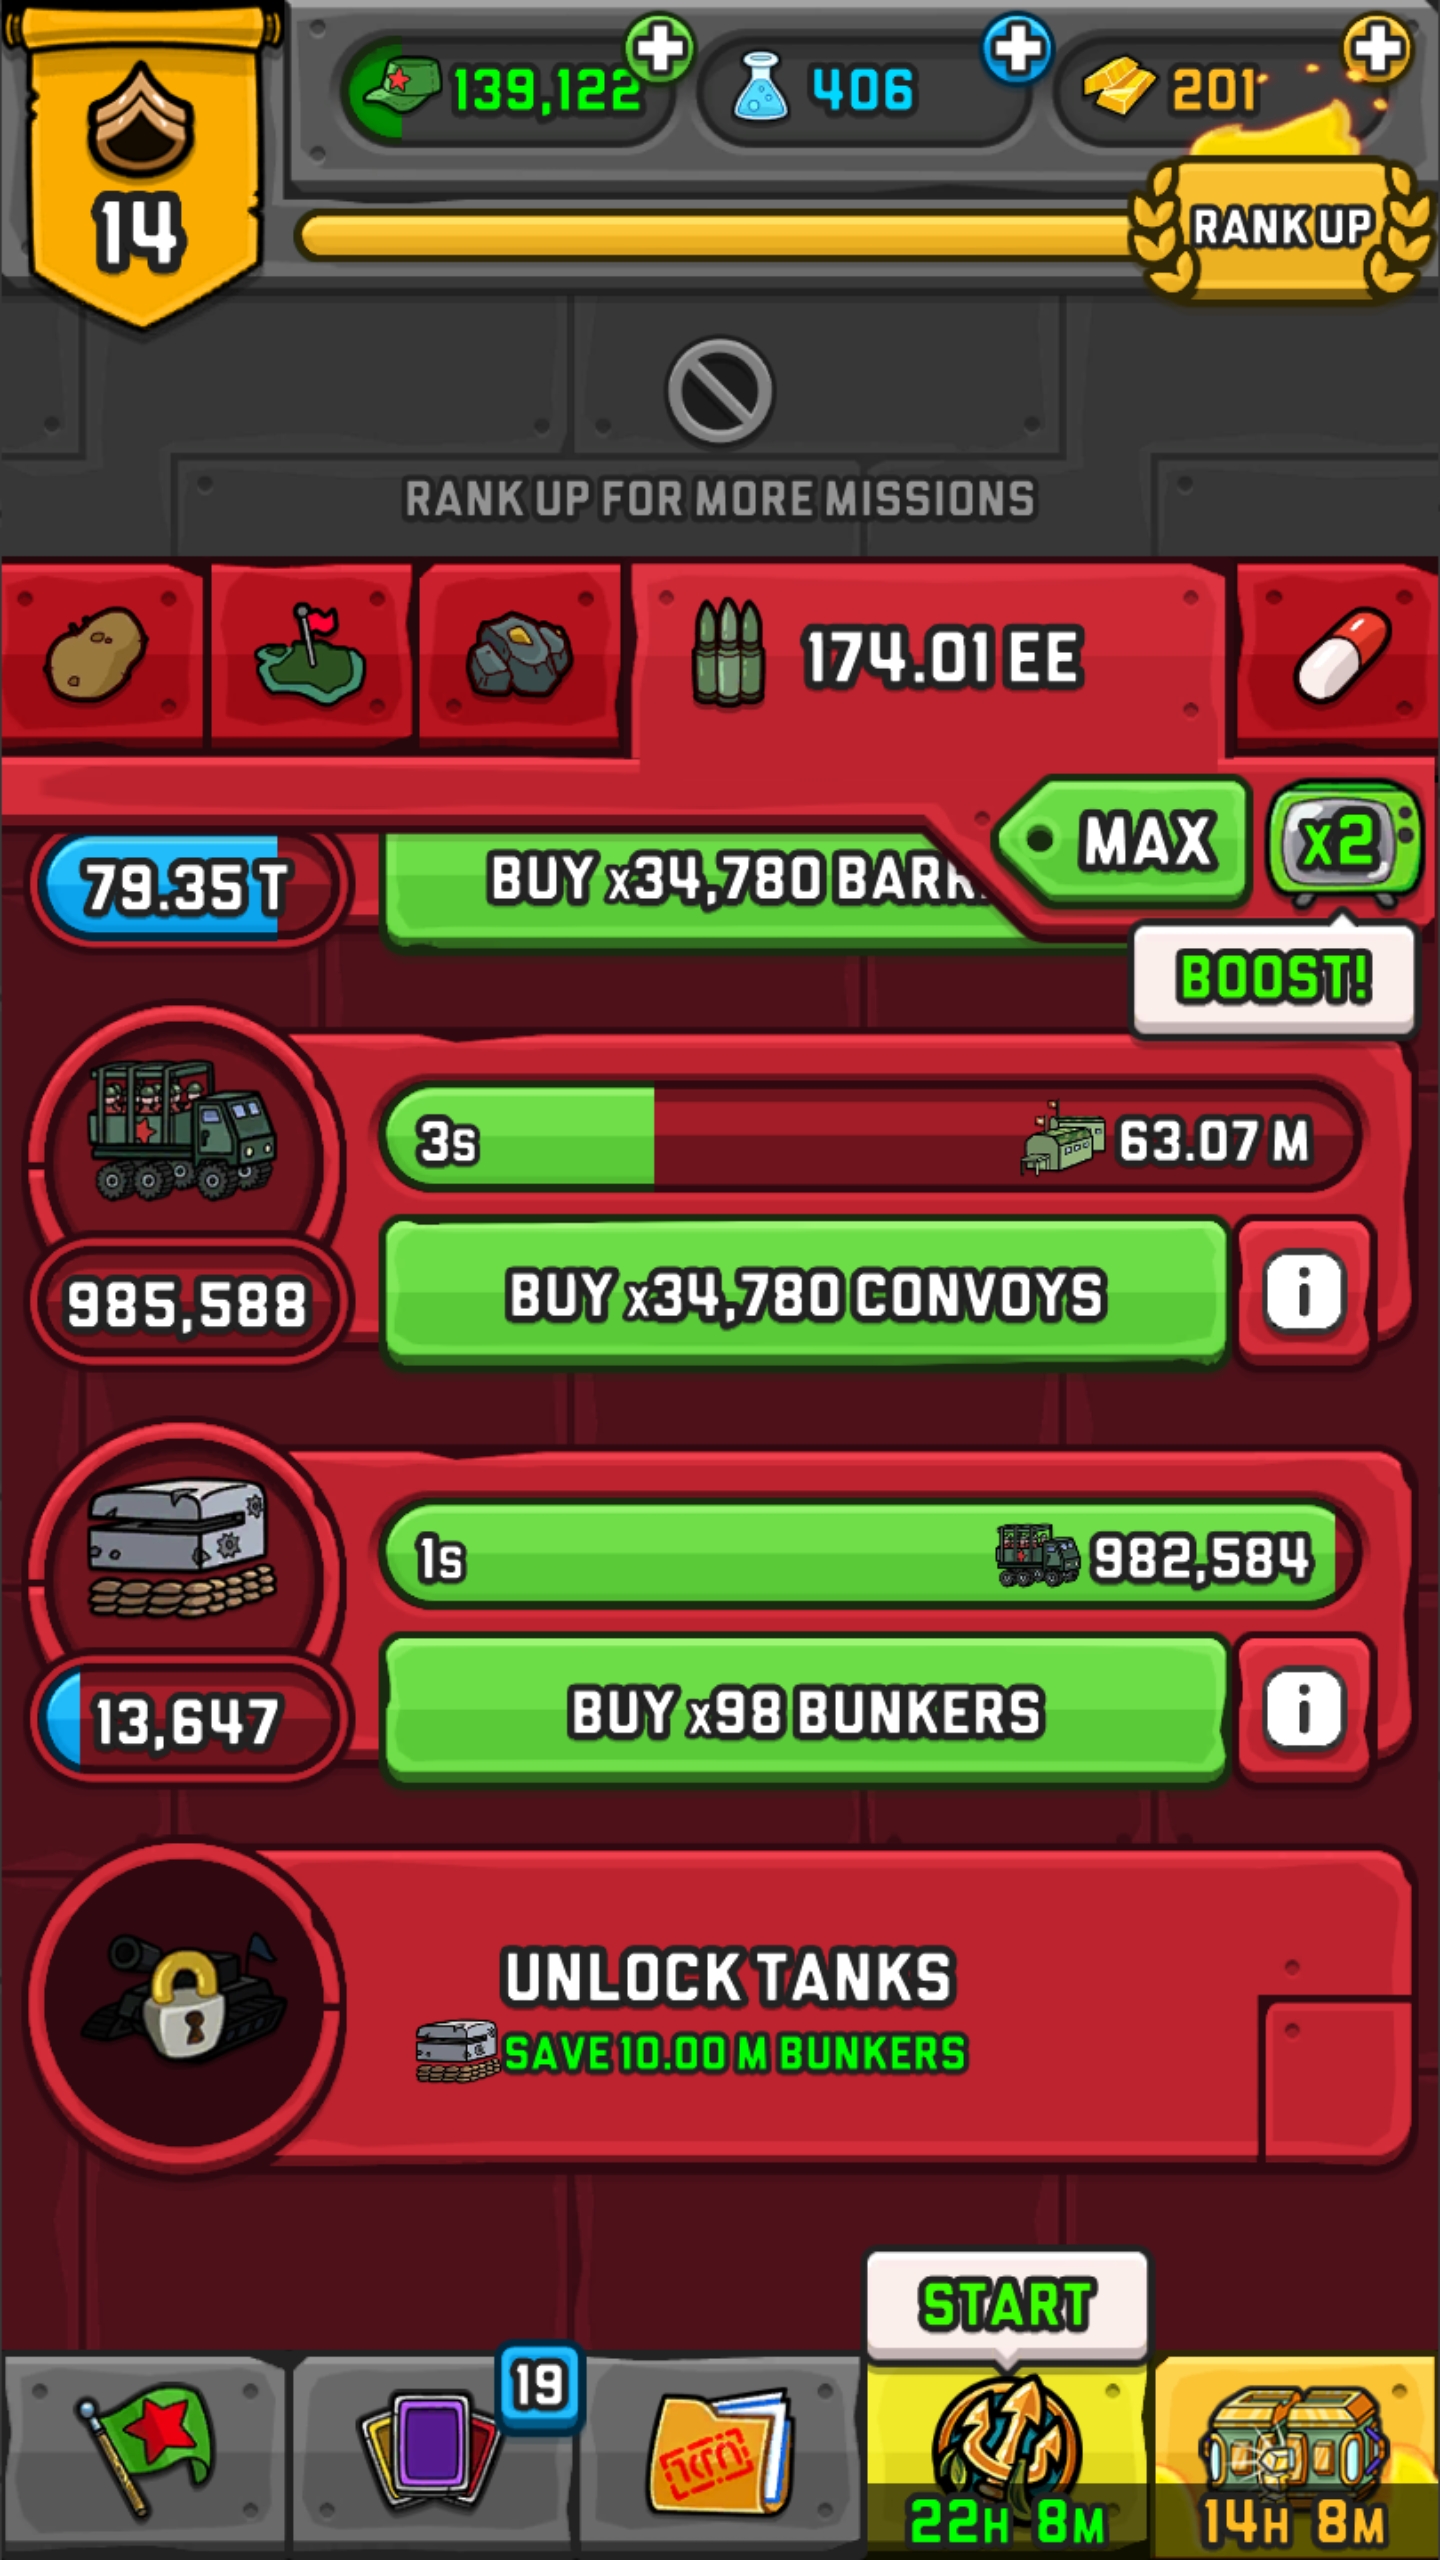 139,122
406
201
14
RANK UP
RANK UP FOR MORE MISSIONS
174.01 EE
MAX
x2
79.35 T
BUY x34,780 BARR
BOOST!
3s
63.07 M
985,588
BUY x34,780 CONVOYS
i
1s
982,584
13,647
BUY x98 BUNKERS
i
UNLOCK TANKS
SAVE 10.00 M BUNKERS
START
19
22H 8M
14H 8M